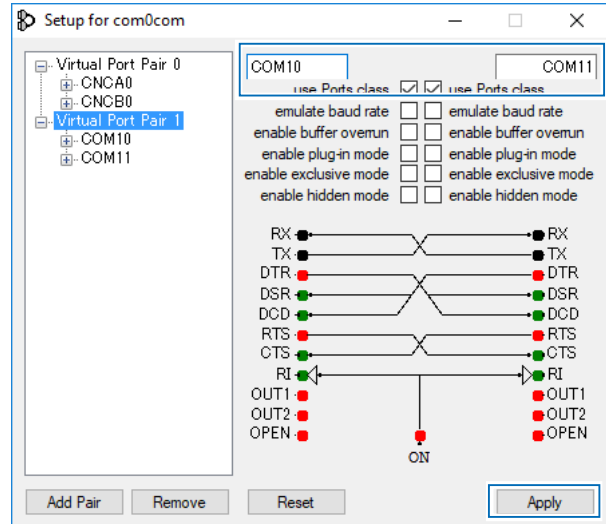 Setup for com0com
Virtual Port Pair 0
CNCA0
CNCB0
Virtual Port Pair 1
COM10
COM11
COM10 COM11
use Ports class use Ports class
emulate baud rate emulate baud rate
enable buffer overrun enable buffer overrun
enable plug-in mode enable plug-in mode
enable exclusive mode enable exclusive mode
enable hidden mode enable hidden mode
RX RX
TX TX
DTR DTR
DSR DSR
DCD DCD
RTS RTS
CTS CTS
RI RI
OUT1 OUT1
OUT2 OUT2
OPEN OPEN
ON
Add Pair Remove Reset Apply